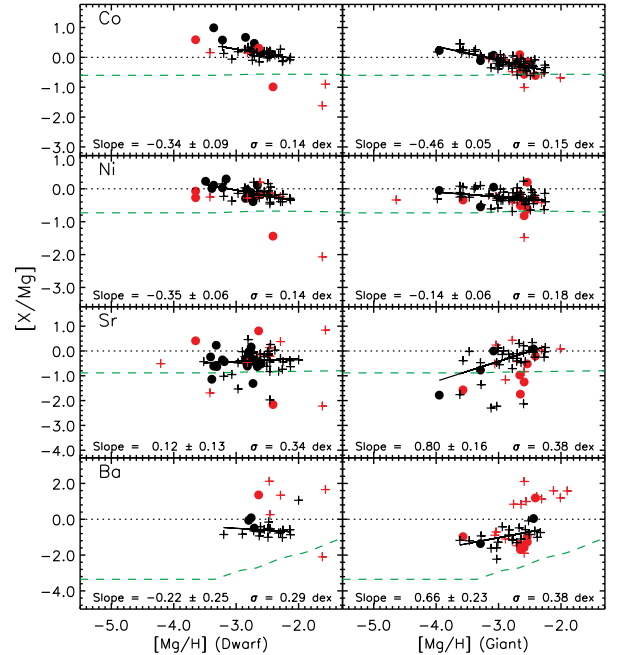 Co
1.0
0.0
−1.0
−2.0
−3.0
Slope = −0.34 ± 0.09 σ = 0.14 dex
Slope = −0.46 ± 0.05 σ = 0.15 dex
Ni
1.0
0.0
−1.0
−2.0
−3.0
Slope = −0.35 ± 0.06 σ = 0.14 dex
Slope = −0.14 ± 0.06 σ = 0.18 dex
[X/Mg]
Sr
1.0
0.0
−1.0
−2.0
−3.0
−4.0
Slope = 0.12 ± 0.13 σ = 0.34 dex
Slope = 0.80 ± 0.16 σ = 0.38 dex
Ba
2.0
0.0
−2.0
−4.0
Slope = −0.22 ± 0.25 σ = 0.29 dex
Slope = 0.66 ± 0.23 σ = 0.38 dex
−5.0 −4.0 −3.0 −2.0
−5.0 −4.0 −3.0 −2.0
[Mg/H] (Dwarf)
[Mg/H] (Giant)